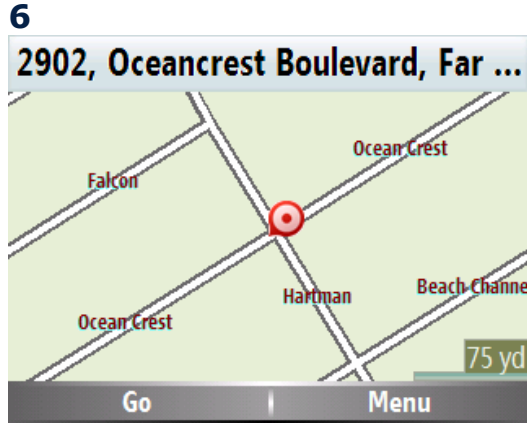 6
2902, Oceancrest Boulevard, Far ...
Ocean Crest
Falcon
Hartman
Beach Channe
Ocean Crest
75 yd
Go
Menu